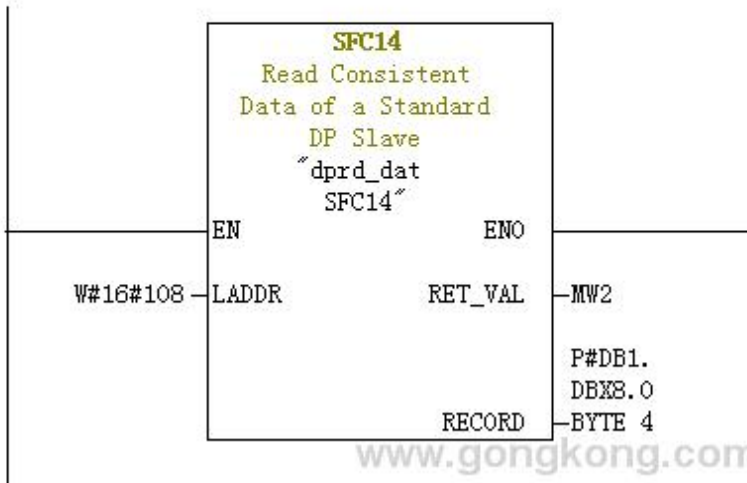 SFC14
Read Consistent
Data of a Standard
DP Slave
"dprd_dat
SFC14"
EN ENO
W#16#108 LADDR RET_VAL MW2
P#DB1.
DBX8.0
RECORD BYTE 4
www.gongkong.com